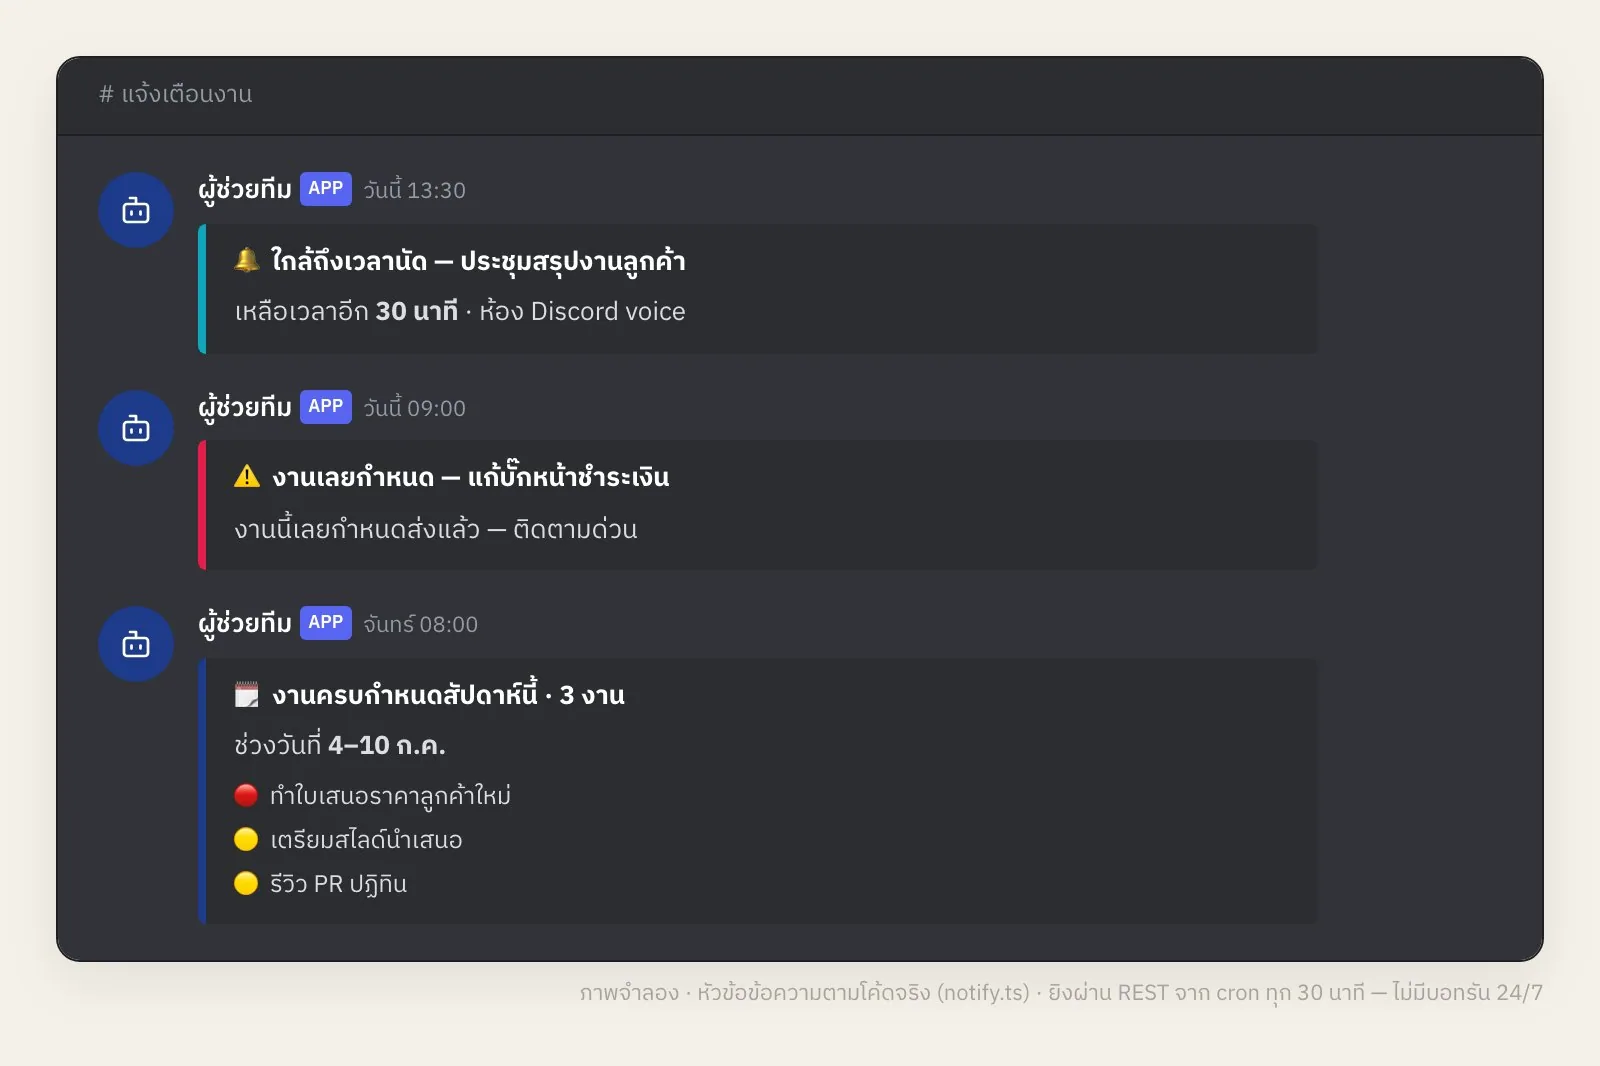 # แจ้งเตือนงาน
ผู้ช่วยทีม APP วันนี้ 13:30
🔔 ใกล้ถึงเวลานัด — ประชุมสรุปงานลูกค้า
เหลือเวลาอีก 30 นาที · ห้อง Discord voice
ผู้ช่วยทีม APP วันนี้ 09:00
⚠️ งานเลยกำหนด — แก้บั๊กหน้าชำระเงิน
งานนี้เลยกำหนดส่งแล้ว — ติดตามด่วน
ผู้ช่วยทีม APP จันทร์ 08:00
🗓️ งานครบกำหนดสัปดาห์นี้ · 3 งาน
ช่วงวันที่ 4–10 ก.ค.
🔴 ทำใบเสนอราคาลูกค้าใหม่
🟡 เตรียมสไลด์นำเสนอ
🟡 รีวิว PR ปฏิทิน
ภาพจำลอง · หัวข้อข้อความตามโค้ดจริง (notify.ts) · ยิงผ่าน REST จาก cron ทุก 30 นาที — ไม่มีบอทรัน 24/7